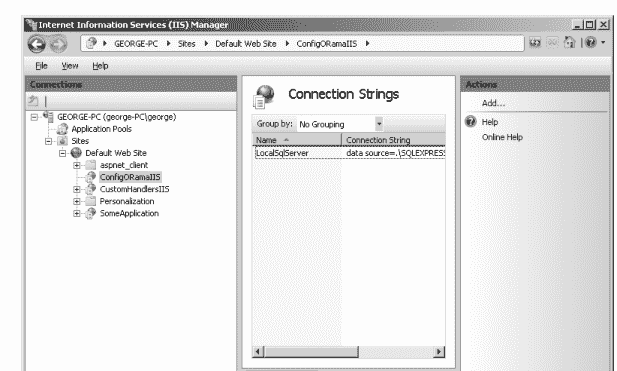 Internet Information Services (IIS) Manager
GEORGE-PC Sites Default Web Site ConfigORamaIIS
File View Help
Connections
GEORGE-PC (george-PC\george)
Application Pools
Sites
Default Web Site
aspnet_client
ConfigORamaIIS
CustomHandlersIIS
Personalization
SomeApplication
Connection Strings
Group by: No Grouping
Name Connection String
LocalSqlServer data source=.\SQLEXPRESS
Actions
Add...
Help
Online Help